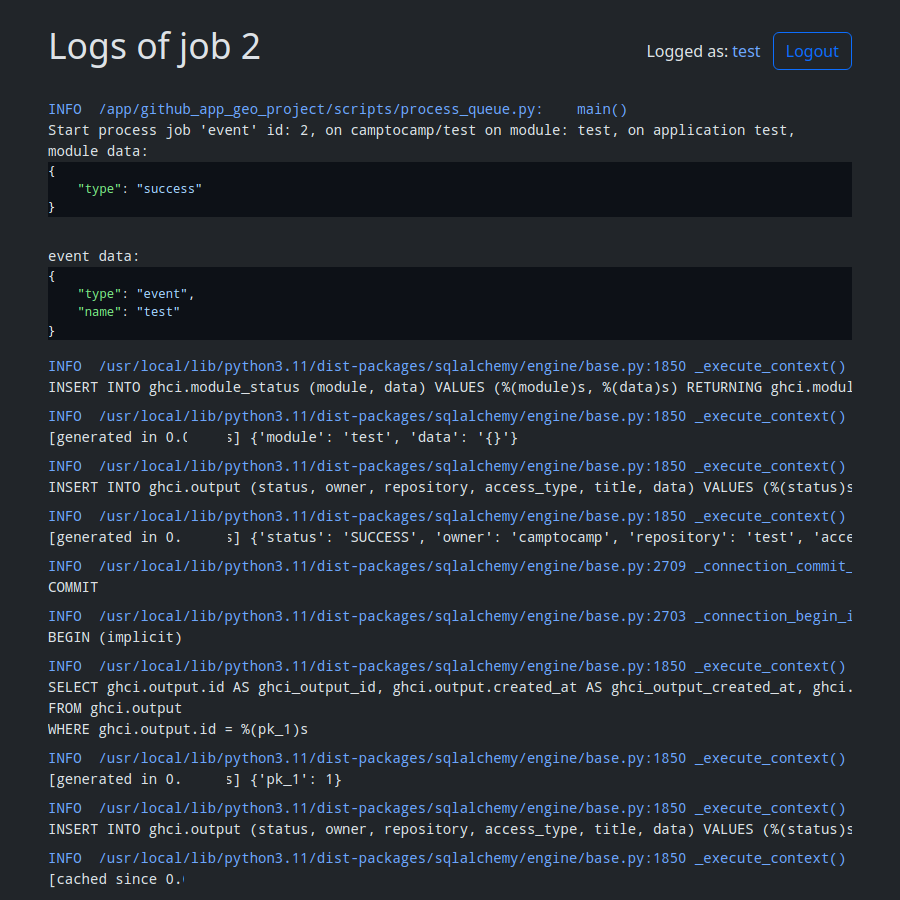 Logs of job 2
Logged as: test Logout
INFO /app/github_app_geo_project/scripts/process_queue.py: main()
Start process job 'event' id: 2, on camptocamp/test on module: test, on application test,
module data:
{
    "type": "success"
}
event data:
{
    "type": "event",
    "name": "test"
}
INFO /usr/local/lib/python3.11/dist-packages/sqlalchemy/engine/base.py:1850 _execute_context()
INSERT INTO ghci.module_status (module, data) VALUES (%(module)s, %(data)s) RETURNING ghci.modul
INFO /usr/local/lib/python3.11/dist-packages/sqlalchemy/engine/base.py:1850 _execute_context()
[generated in 0. s] {'module': 'test', 'data': '{}'}
INFO /usr/local/lib/python3.11/dist-packages/sqlalchemy/engine/base.py:1850 _execute_context()
INSERT INTO ghci.output (status, owner, repository, access_type, title, data) VALUES (%(status)s
INFO /usr/local/lib/python3.11/dist-packages/sqlalchemy/engine/base.py:1850 _execute_context()
[generated in 0. s] {'status': 'SUCCESS', 'owner': 'camptocamp', 'repository': 'test', 'acce
INFO /usr/local/lib/python3.11/dist-packages/sqlalchemy/engine/base.py:2709 _connection_commit_
COMMIT
INFO /usr/local/lib/python3.11/dist-packages/sqlalchemy/engine/base.py:2703 _connection_begin_i
BEGIN (implicit)
INFO /usr/local/lib/python3.11/dist-packages/sqlalchemy/engine/base.py:1850 _execute_context()
SELECT ghci.output.id AS ghci_output_id, ghci.output.created_at AS ghci_output_created_at, ghci.
FROM ghci.output
WHERE ghci.output.id = %(pk_1)s
INFO /usr/local/lib/python3.11/dist-packages/sqlalchemy/engine/base.py:1850 _execute_context()
[generated in 0. s] {'pk_1': 1}
INFO /usr/local/lib/python3.11/dist-packages/sqlalchemy/engine/base.py:1850 _execute_context()
INSERT INTO ghci.output (status, owner, repository, access_type, title, data) VALUES (%(status)s
INFO /usr/local/lib/python3.11/dist-packages/sqlalchemy/engine/base.py:1850 _execute_context()
[cached since 0.